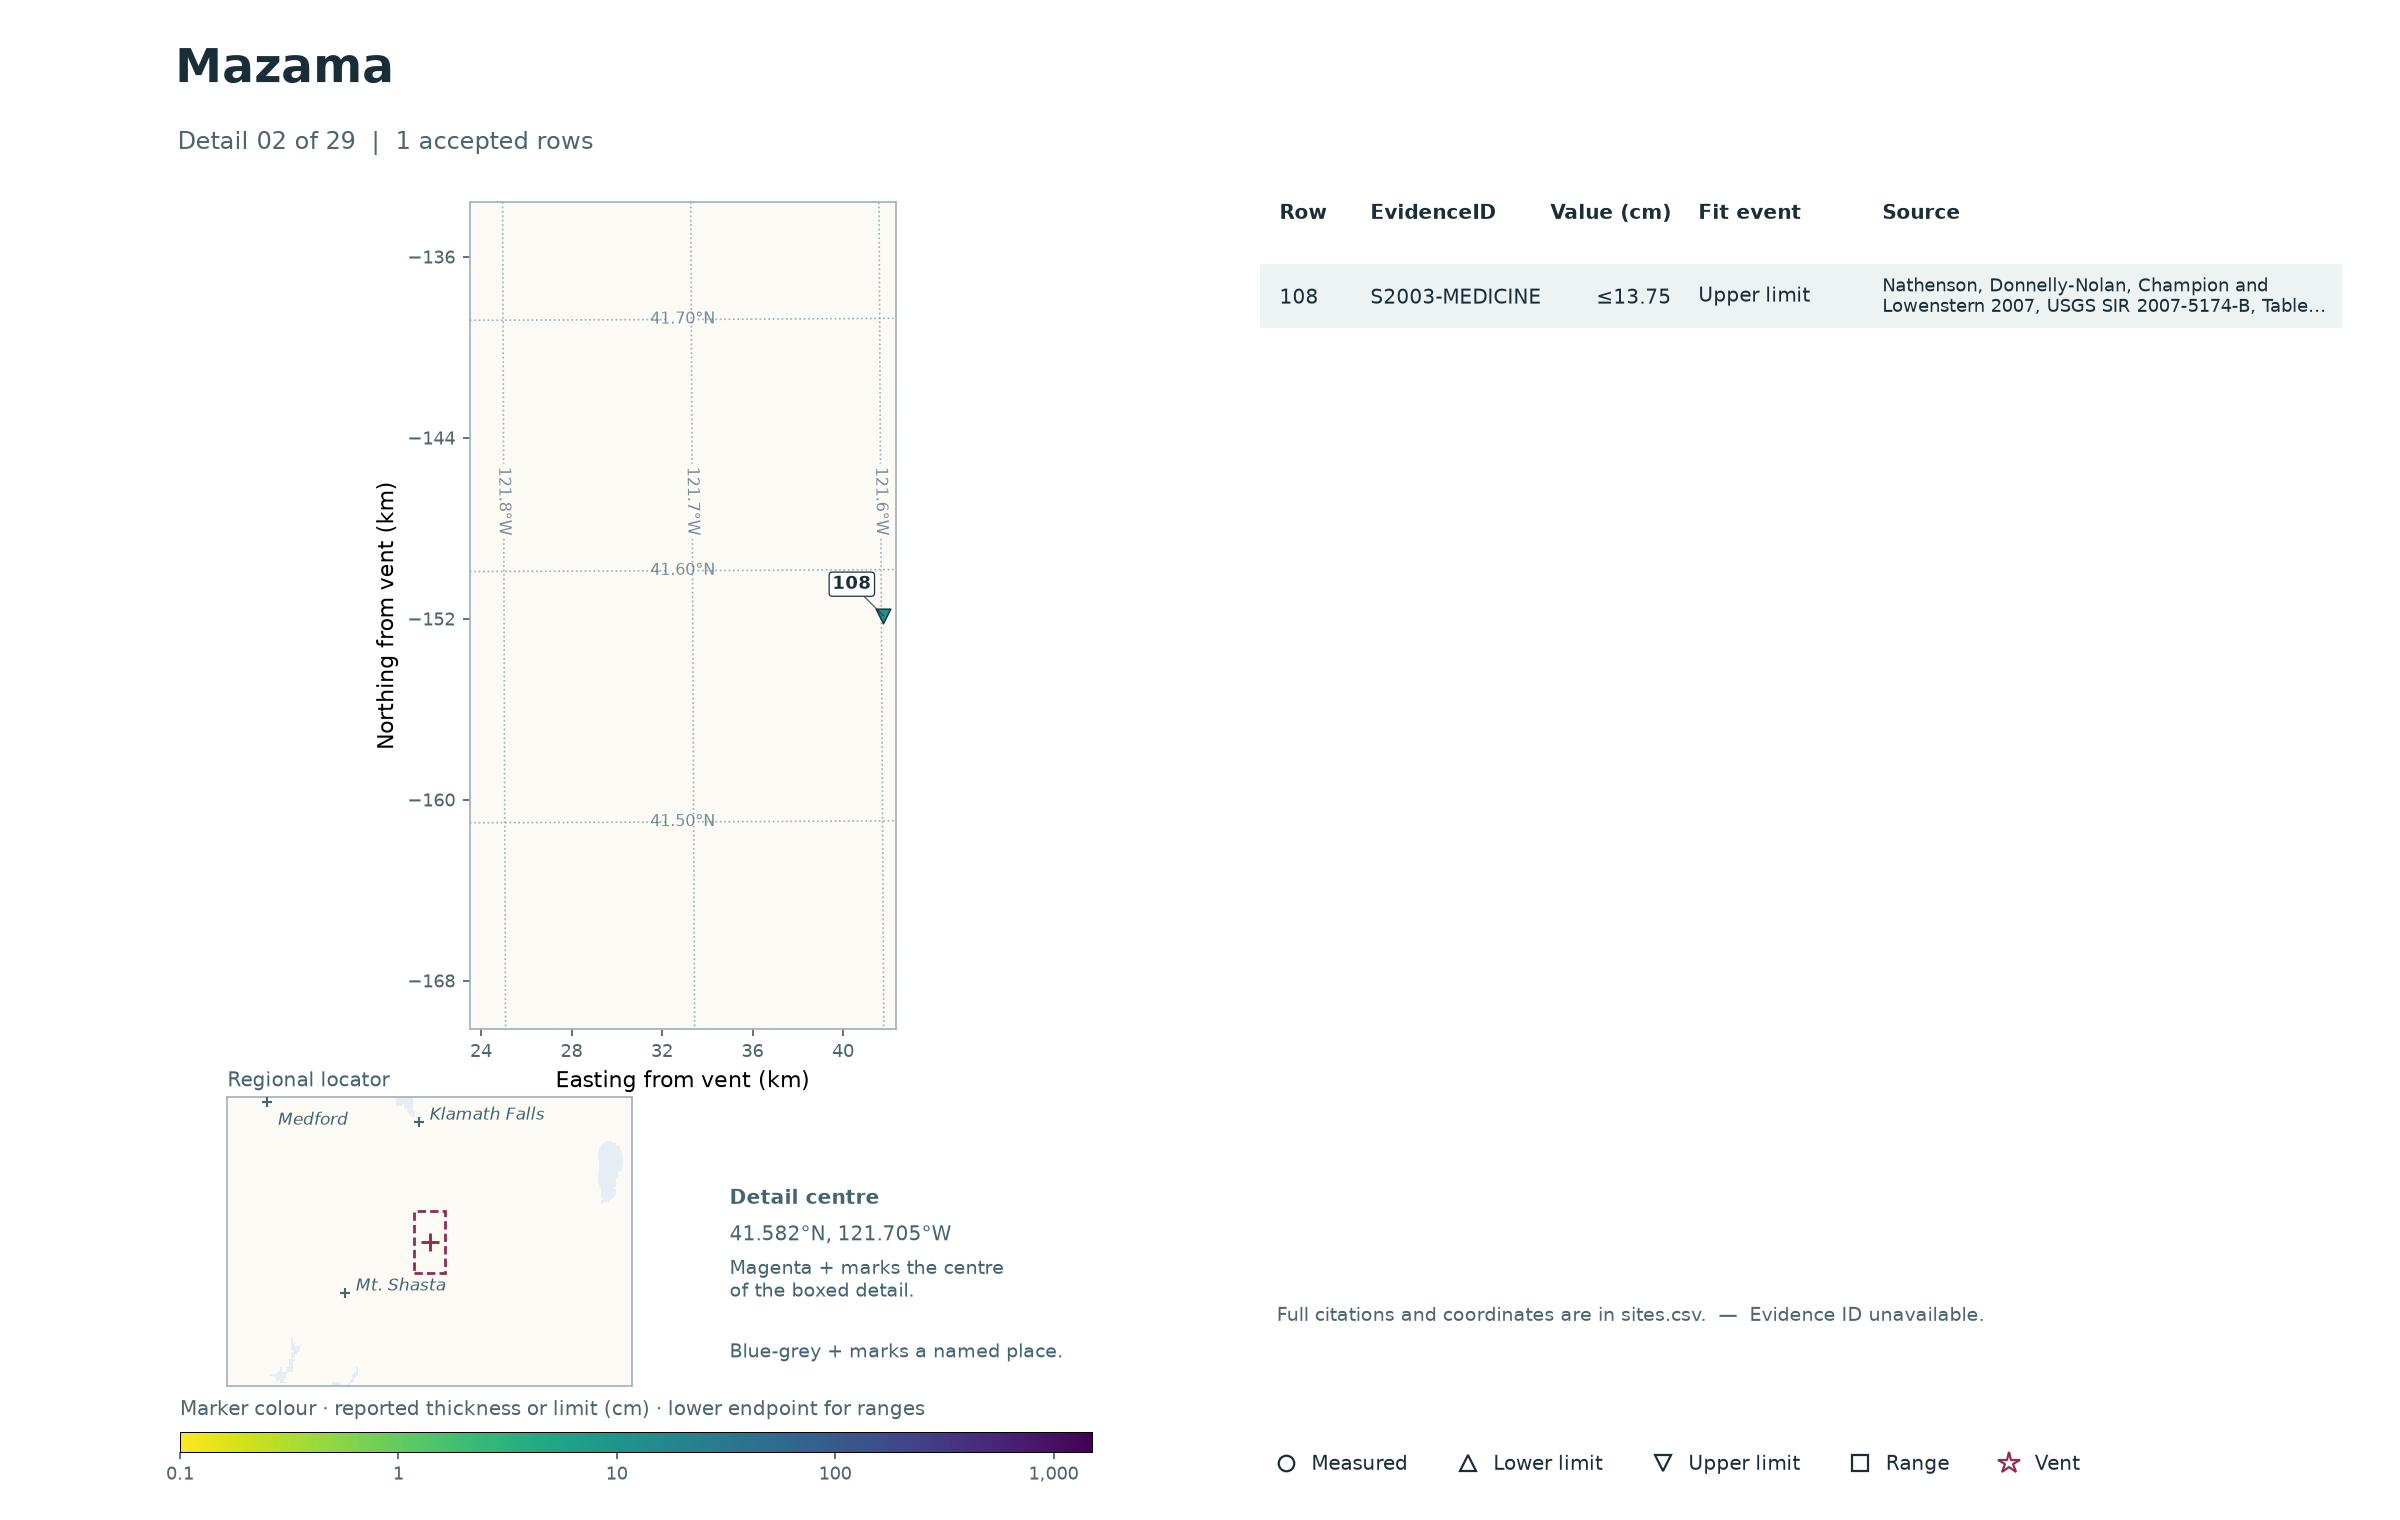 Mazama
Detail 02 of 29 | 1 accepted rows
Row EvidenceID Value (cm) Fit event Source
108 S2003-MEDICINE ≤13.75 Upper limit Nathenson, Donnelly-Nolan, Champion and
Lowenstern 2007, USGS SIR 2007-5174-B, Table…
−136
−144
−152
−160
−168
Northing from vent (km)
41.70°N
121.8°W
121.7°W
121.6°W
41.60°N
108
41.50°N
24 28 32 36 40
Easting from vent (km)
Regional locator
Medford
Klamath Falls
Mt. Shasta
Detail centre
41.582°N, 121.705°W
Magenta + marks the centre
of the boxed detail.
Blue-grey + marks a named place.
Full citations and coordinates are in sites.csv. — Evidence ID unavailable.
Marker colour · reported thickness or limit (cm) · lower endpoint for ranges
0.1 1 10 100 1,000
Measured Lower limit Upper limit Range Vent